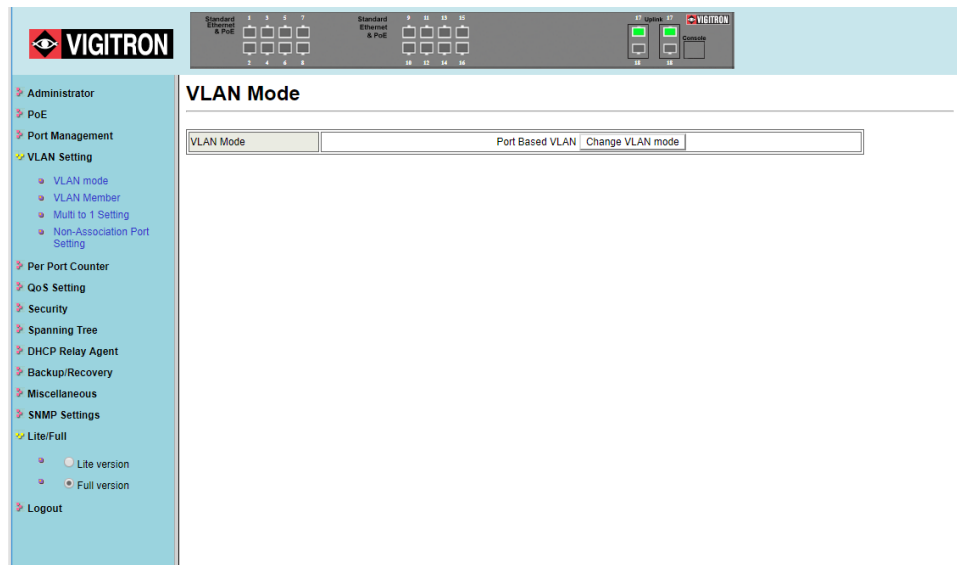 VIGITRON
Standard Ethernet & PoE
1 3 5 7
2 4 6 8
Standard Ethernet & PoE
9 11 13 15
10 12 14 16
17 Uplink 17
18 18
VIGITRON
Console
Administrator
PoE
Port Management
VLAN Setting
VLAN mode
VLAN Member
Multi to 1 Setting
Non-Association Port
Setting
Per Port Counter
QoS Setting
Security
Spanning Tree
DHCP Relay Agent
Backup/Recovery
Miscellaneous
SNMP Settings
Lite/Full
Lite version
Full version
Logout
VLAN Mode
VLAN Mode Port Based VLAN Change VLAN mode